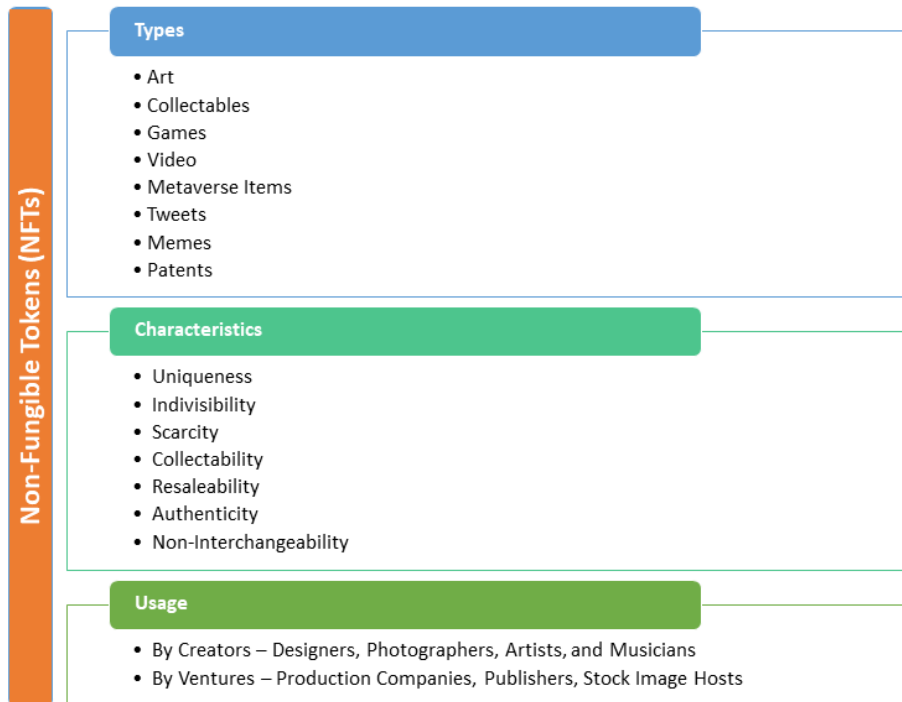 Non-Fungible Tokens (NFTs)
Types
• Art
• Collectables
• Games
• Video
• Metaverse Items
• Tweets
• Memes
• Patents
Characteristics
• Uniqueness
• Indivisibility
• Scarcity
• Collectability
• Resaleability
• Authenticity
• Non-Interchangeability
Usage
• By Creators – Designers, Photographers, Artists, and Musicians
• By Ventures – Production Companies, Publishers, Stock Image Hosts